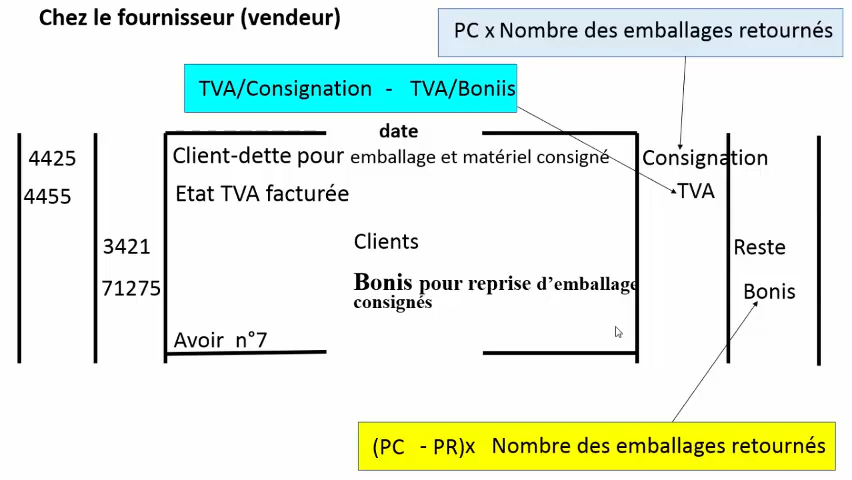 Chez le fournisseur (vendeur)
PC x Nombre des emballages retournés
TVA/Consignation - TVA/Boniis
date
4425 Client-dette pour emballage et matériel consigné Consignation
4455 Etat TVA facturée TVA
3421 Clients Reste
71275 Bonis pour reprise d’emballage Bonis
consignés
Avoir n°7
(PC - PR)x Nombre des emballages retournés